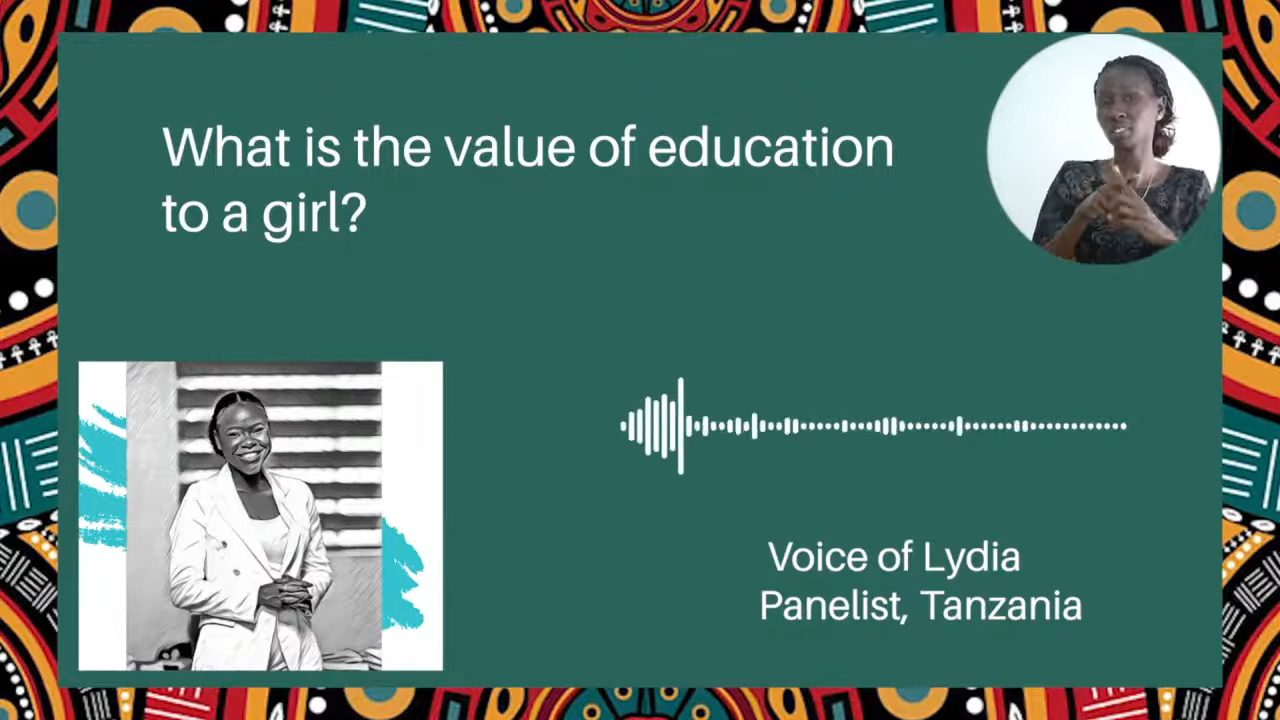 What is the value of education
to a girl?
Voice of Lydia
Panelist, Tanzania